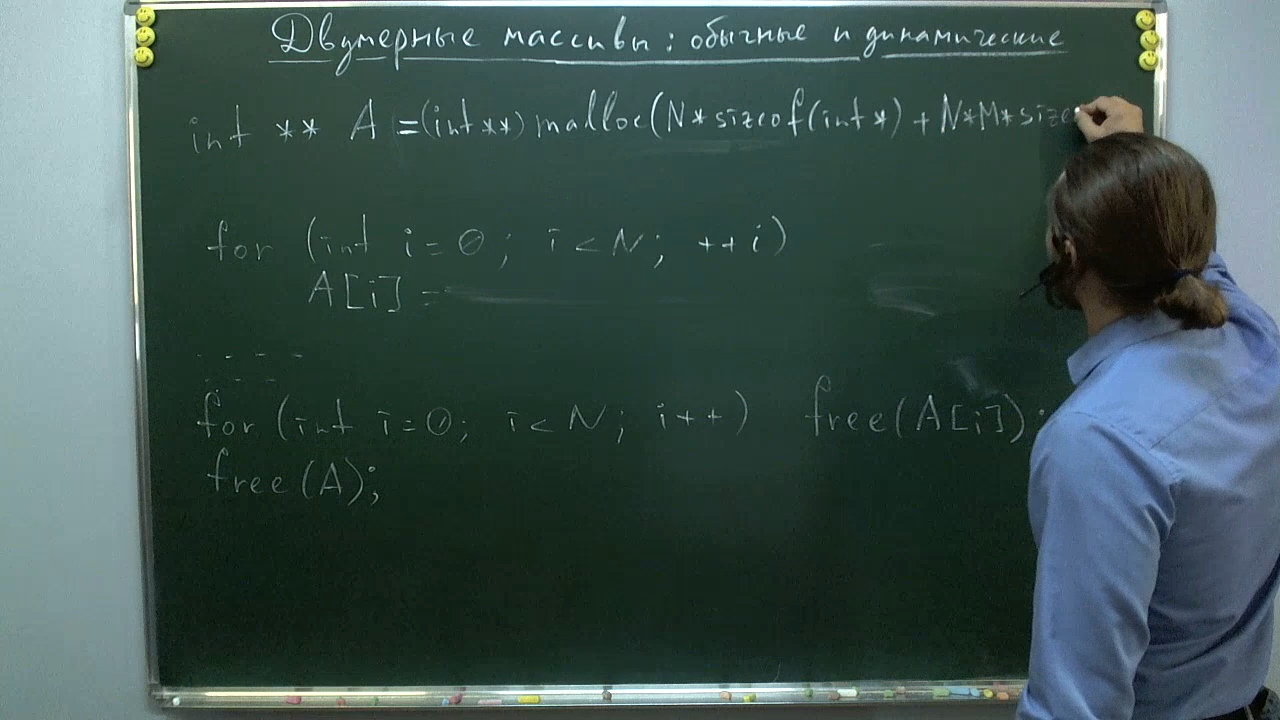 Двумерные массивы: обычные и динамические
int ** A =(int**)malloc(N*sizeof(int*) + N*M*size
for (int i=0; i<N; ++i)
A[i] =
for (int i=0; i<N; i++) free(A[i]);
free(A);